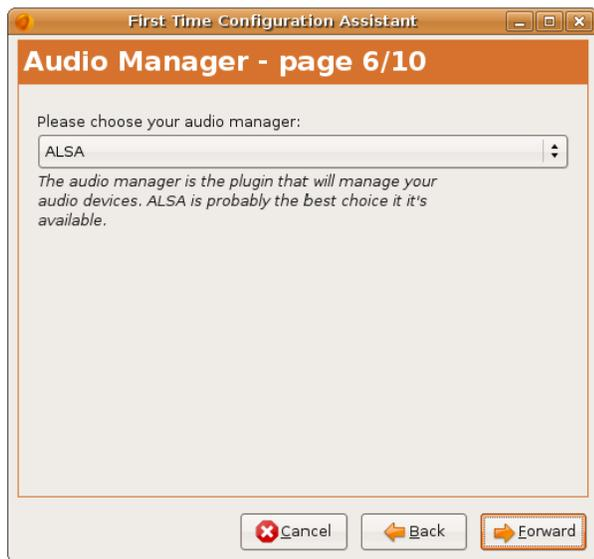 First Time Configuration Assistant
Audio Manager - page 6/10
Please choose your audio manager:
ALSA
The audio manager is the plugin that will manage your
audio devices. ALSA is probably the best choice it it's
available.
Cancel
Back
Forward